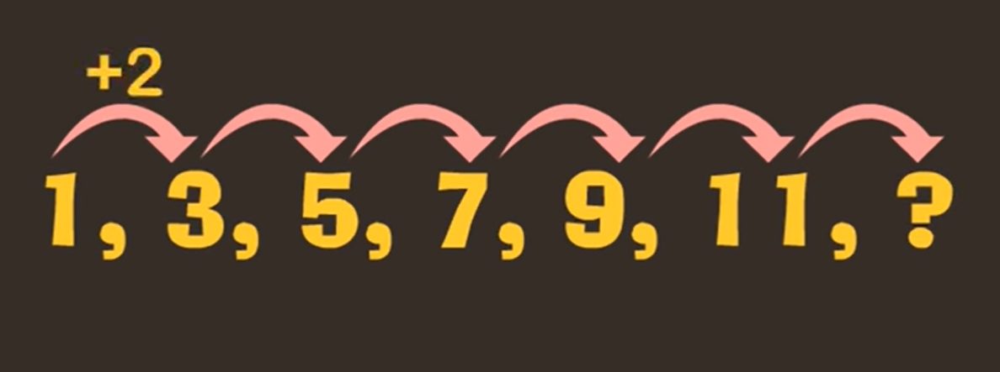 +2
1, 3, 5, 7, 9, 11, ?